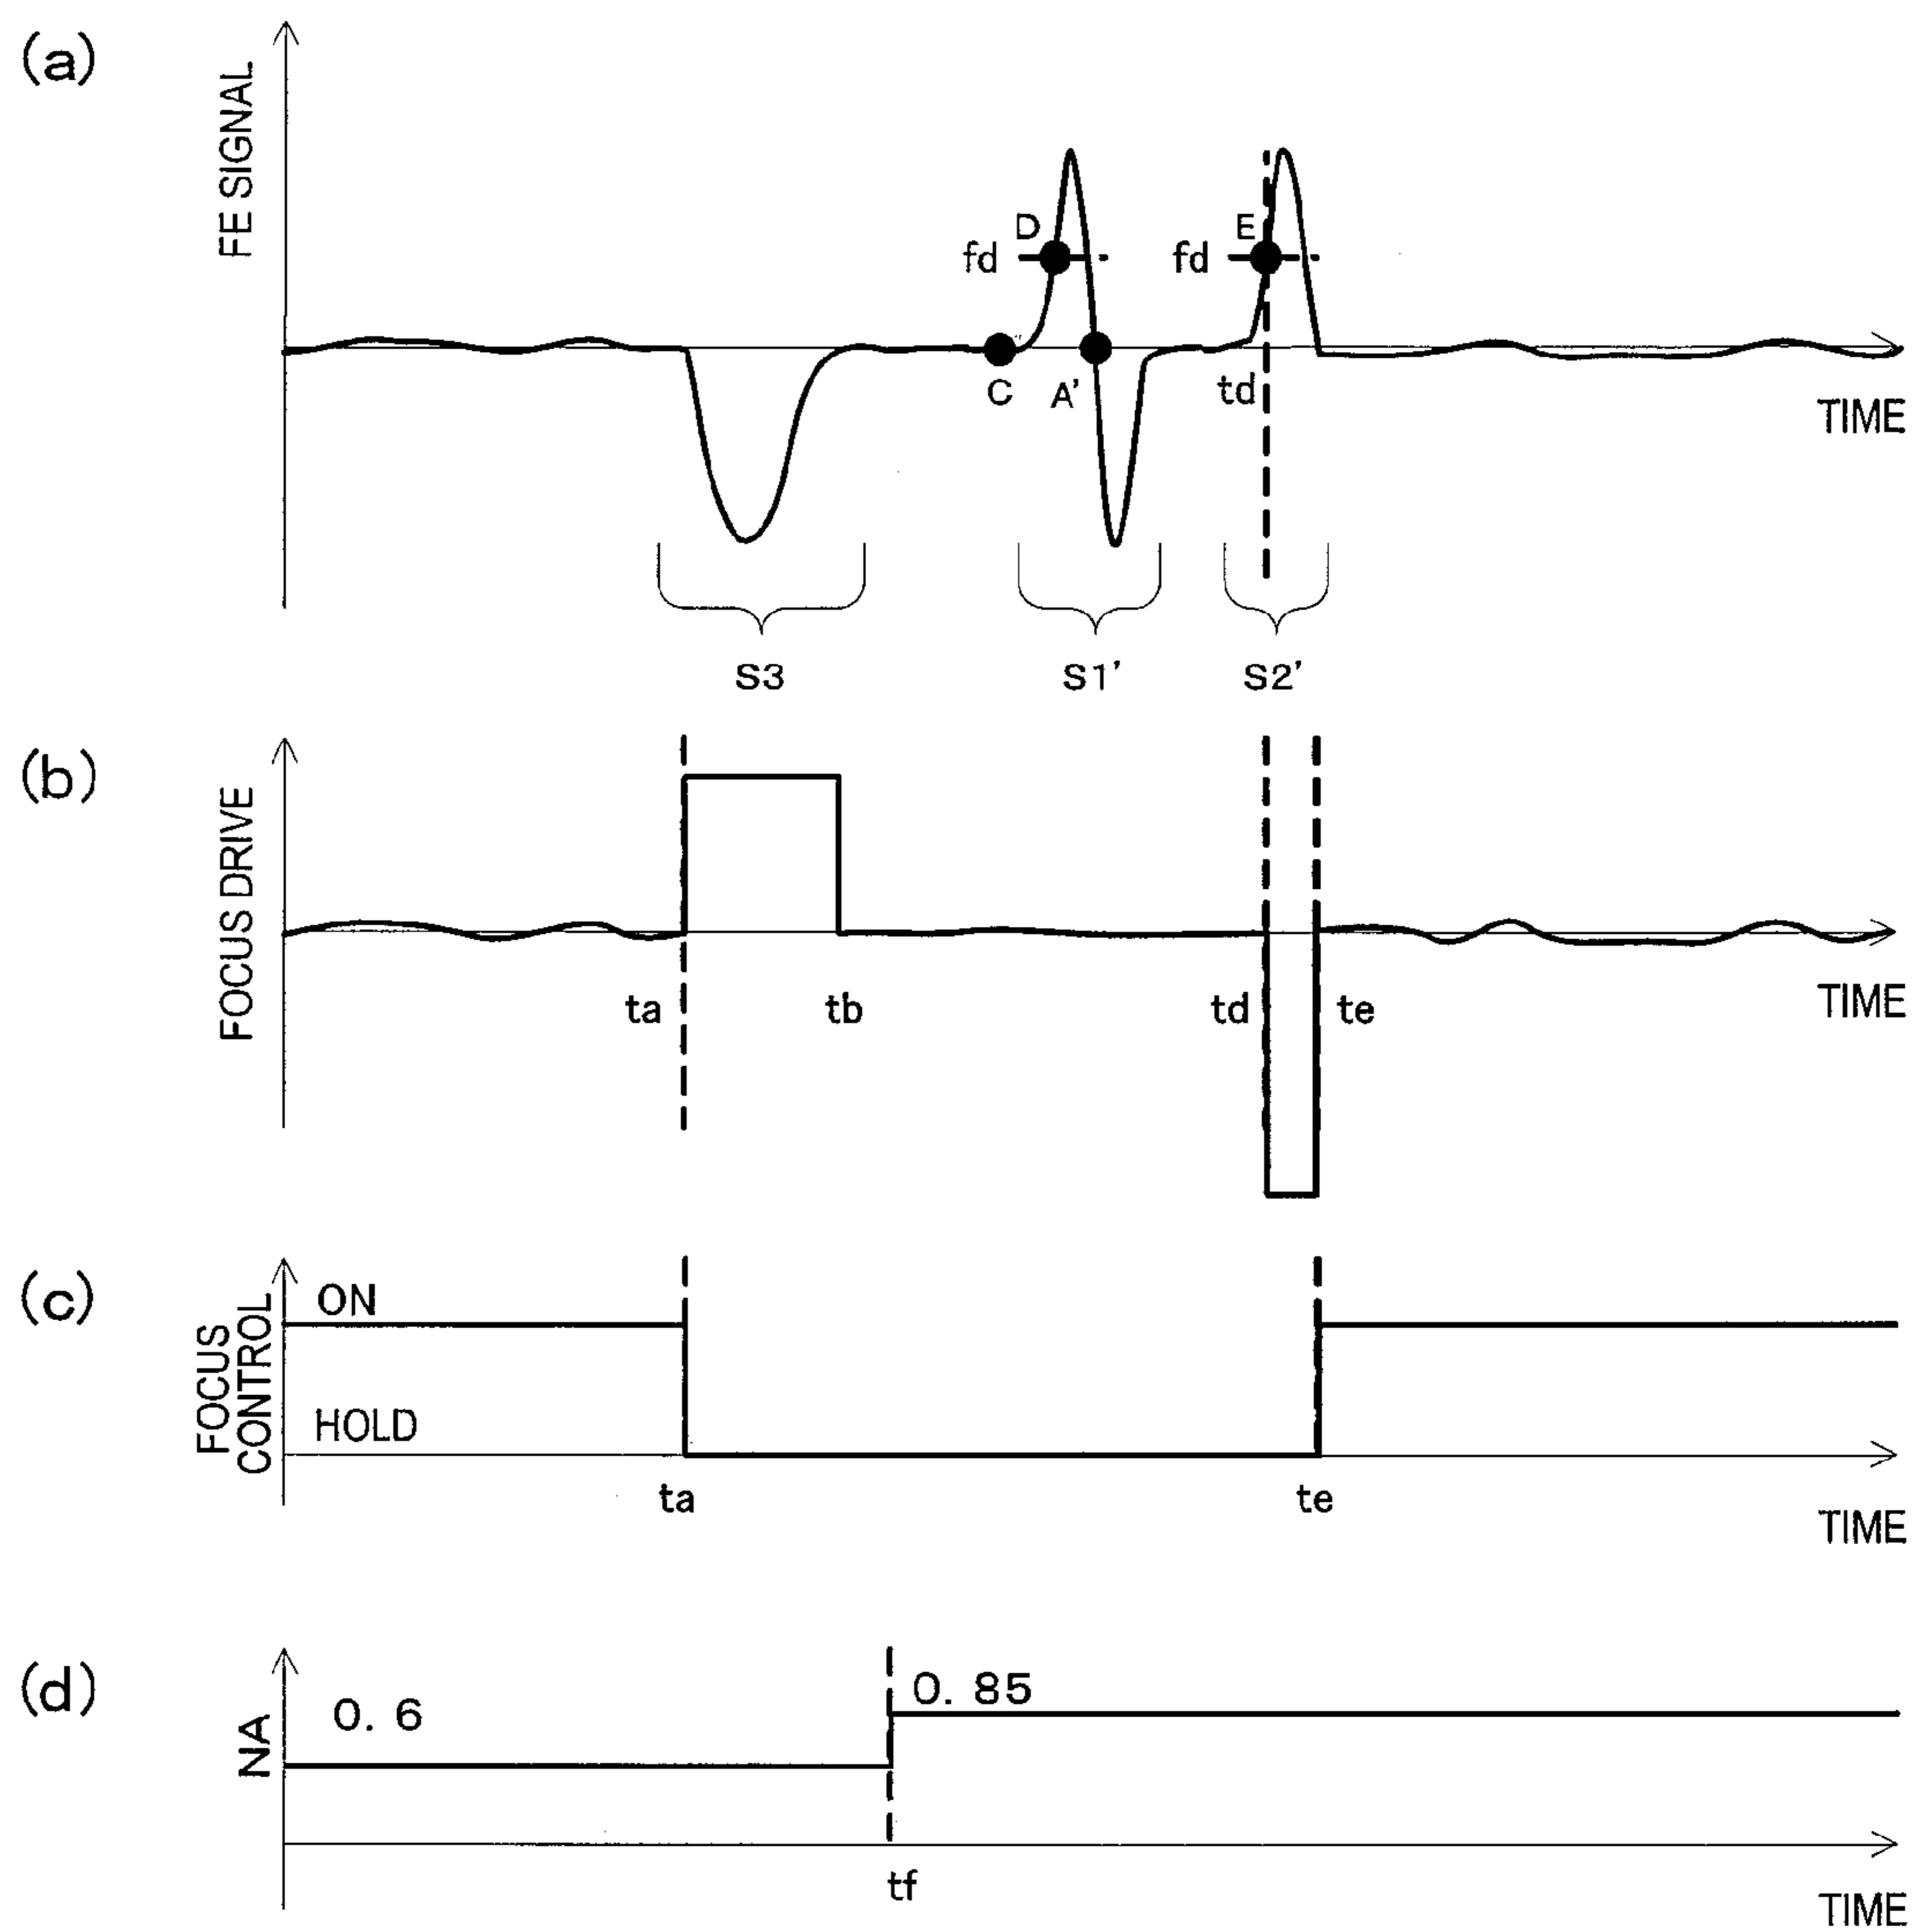 (a)
FE SIGNAL
D
fd
E
fd
C
A'
td
TIME
S3
S1'
S2'
(b)
FOCUS DRIVE
ta
tb
td
te
TIME
(c)
FOCUS
CONTROL
ON
HOLD
ta
te
TIME
(d)
NA
0. 6
0. 85
tf
TIME